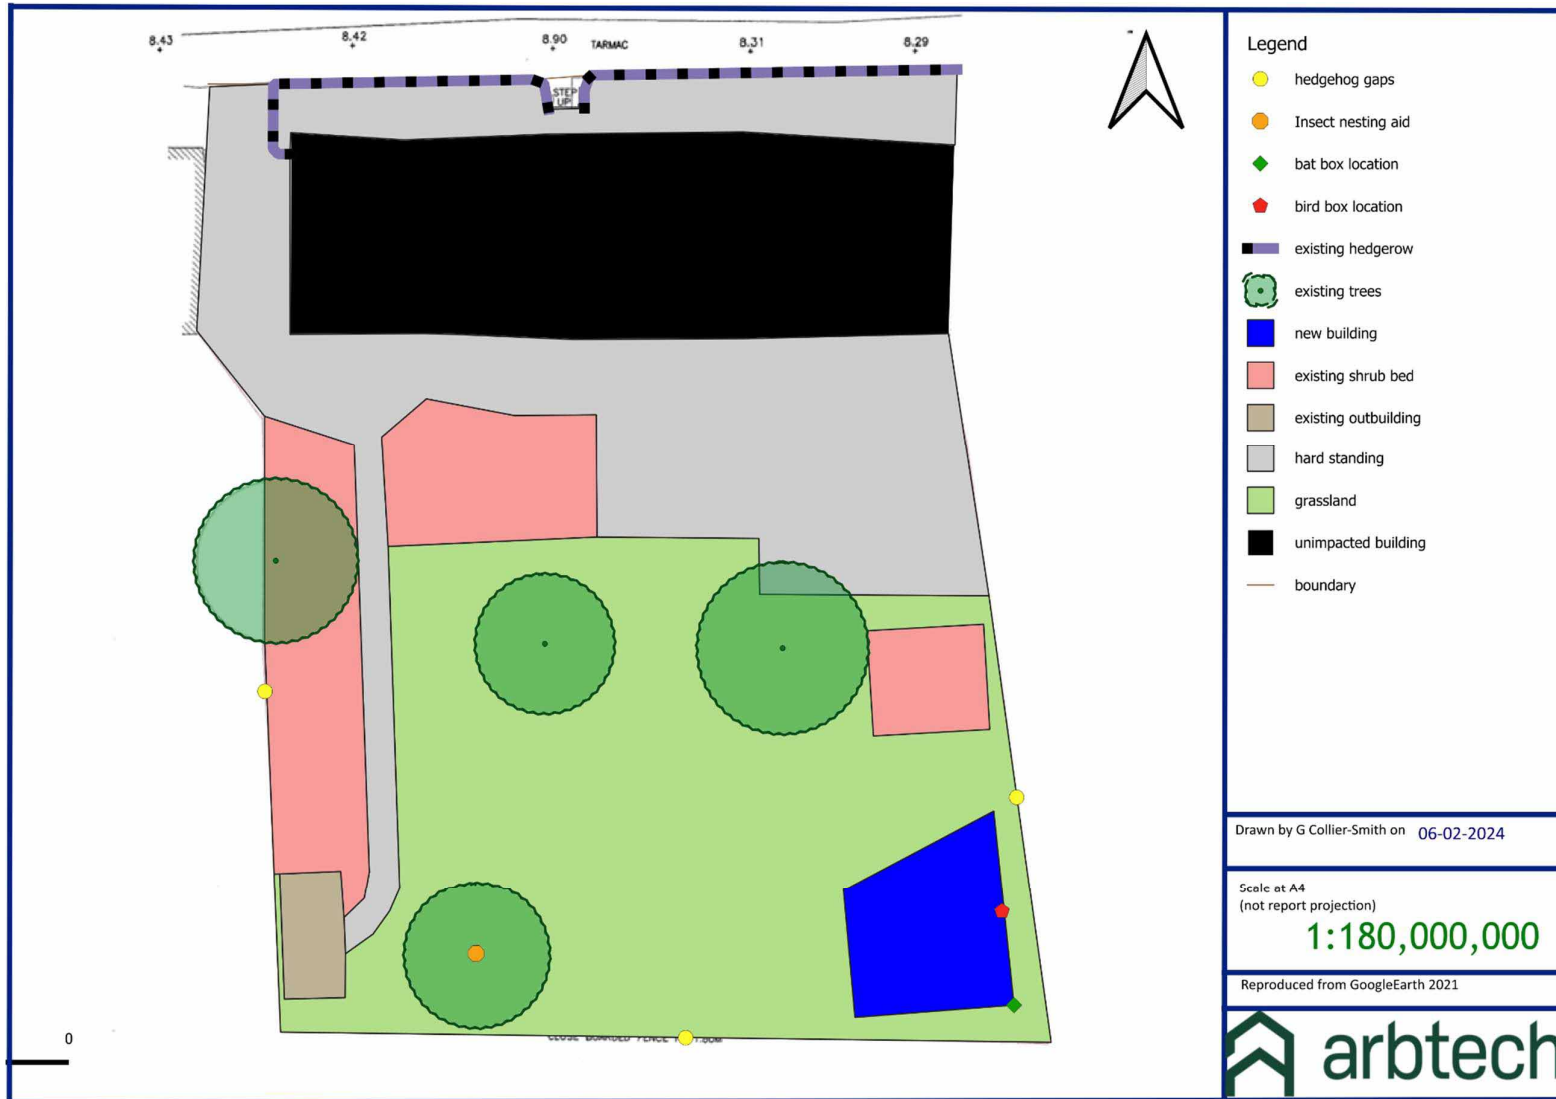 8.43
8.42
8.90
TARMAC
8.31
8.29
STEP
UP
0
Legend
hedgehog gaps
Insect nesting aid
bat box location
bird box location
existing hedgerow
existing trees
new building
existing shrub bed
existing outbuilding
hard standing
grassland
unimpacted building
boundary
Drawn by G Collier-Smith on 06-02-2024
Scale at A4
(not report projection)
1:180,000,000
Reproduced from GoogleEarth 2021
arbtech
CLOSE BOARDED FENCE